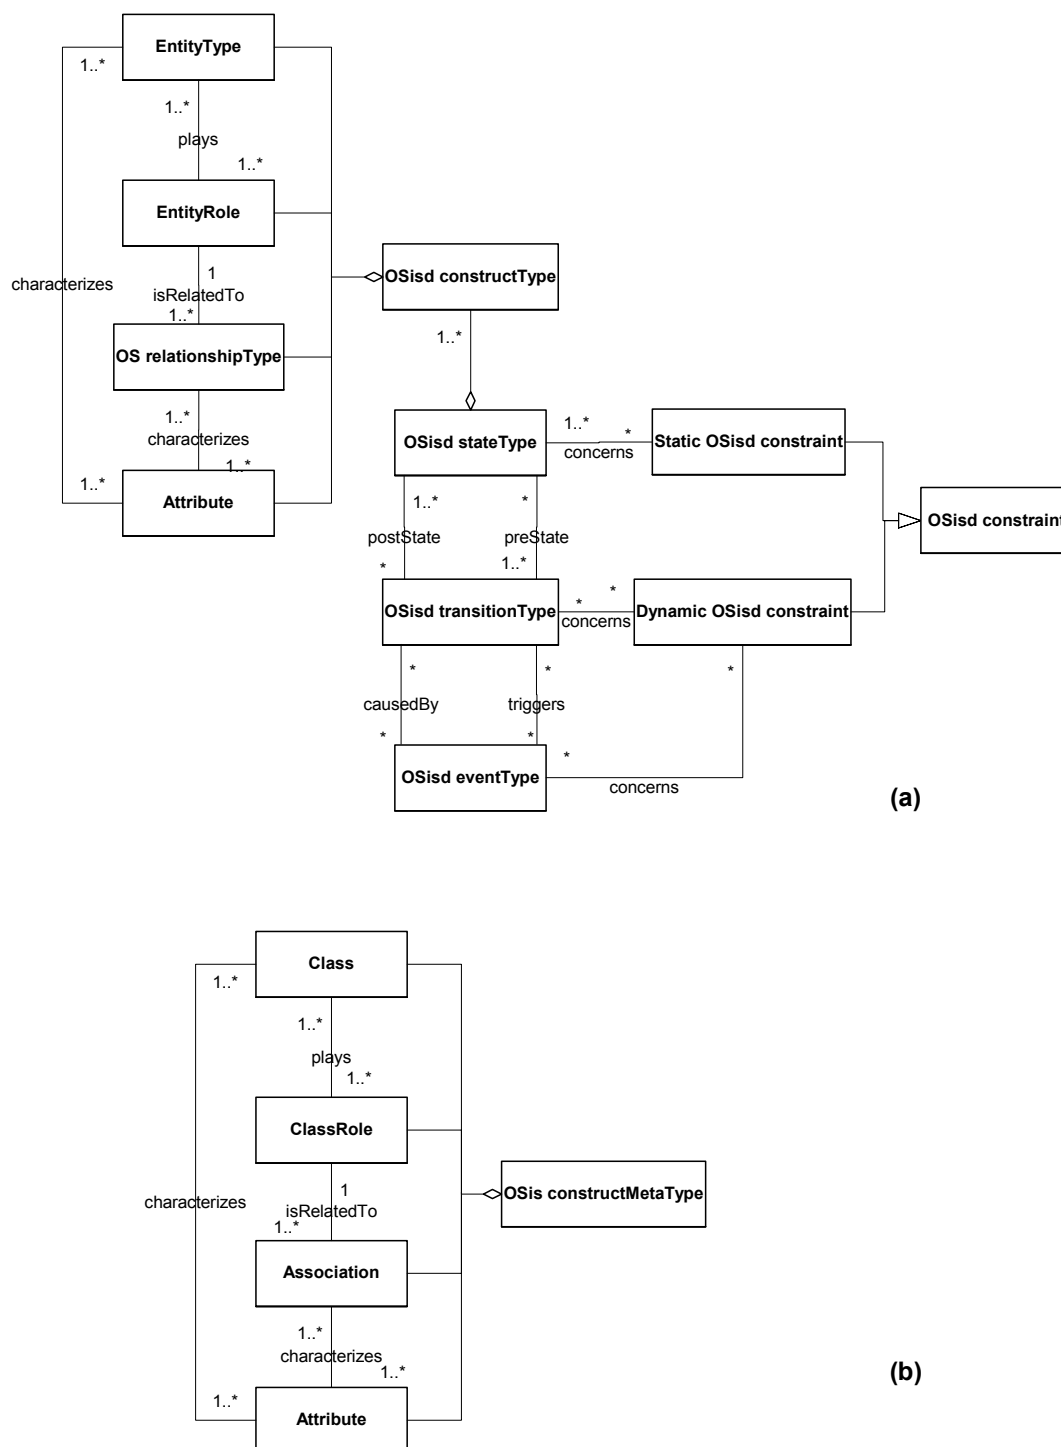 EntityType
1..*
1..*
plays
1..*
EntityRole
OSisd constructType
characterizes
1
isRelatedTo
1..*
1..*
OS relationshipType
1..*
characterizes
1..*
1..*
Attribute
OSisd stateType
1..*
*
concerns
Static OSisd constraint
OSisd constraint
1..*
*
postState
preState
*
1..*
OSisd transitionType
*
*
concerns
Dynamic OSisd constraint
*
*
*
causedBy
triggers
*
*
*
OSisd eventType
concerns
(a)
Class
1..*
1..*
plays
1..*
ClassRole
OSis constructMetaType
characterizes
1
isRelatedTo
1..*
Association
1..*
characterizes
1..*
1..*
Attribute
(b)